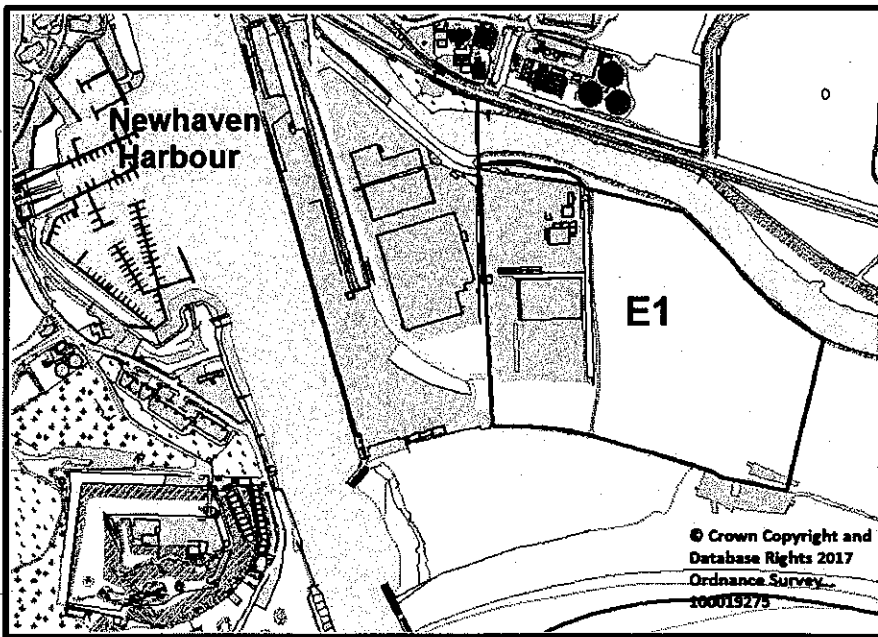 Newhaven
Harbour
E1
© Crown Copyright and
Database Rights 2017
Ordnance Survey...
100019275